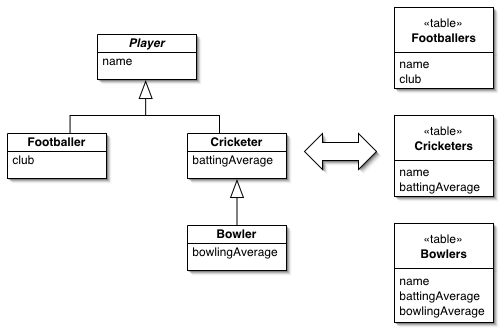 Player
name
Footballer
club
Cricketer
battingAverage
Bowler
bowlingAverage
«table»
Footballers
name
club
«table»
Cricketers
name
battingAverage
«table»
Bowlers
name
battingAverage
bowlingAverage